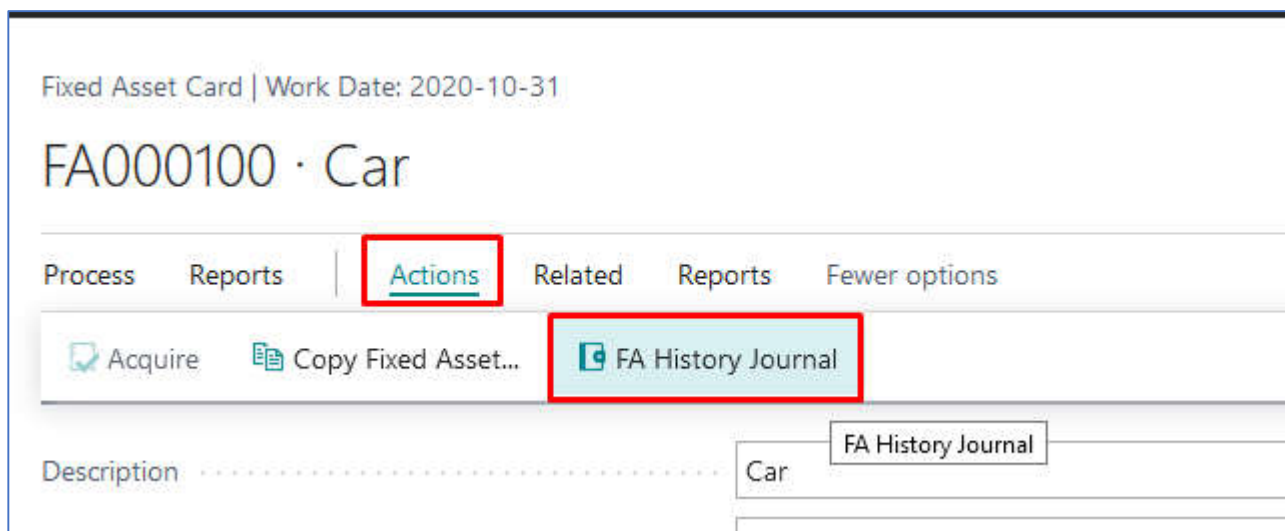 Fixed Asset Card | Work Date: 2020-10-31
FA000100 · Car
Process Reports | Actions Related Reports Fewer options
Acquire Copy Fixed Asset... FA History Journal
FA History Journal
Description Car